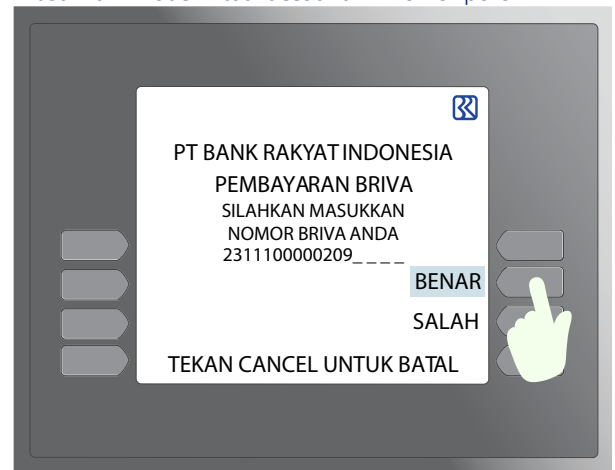 PT BANK RAKYAT INDONESIA
PEMBAYARAN BRIVA
SILAHKAN MASUKKAN
NOMOR BRIVA ANDA
2311100000209_ _ _ _
BENAR
SALAH
TEKAN CANCEL UNTUK BATAL